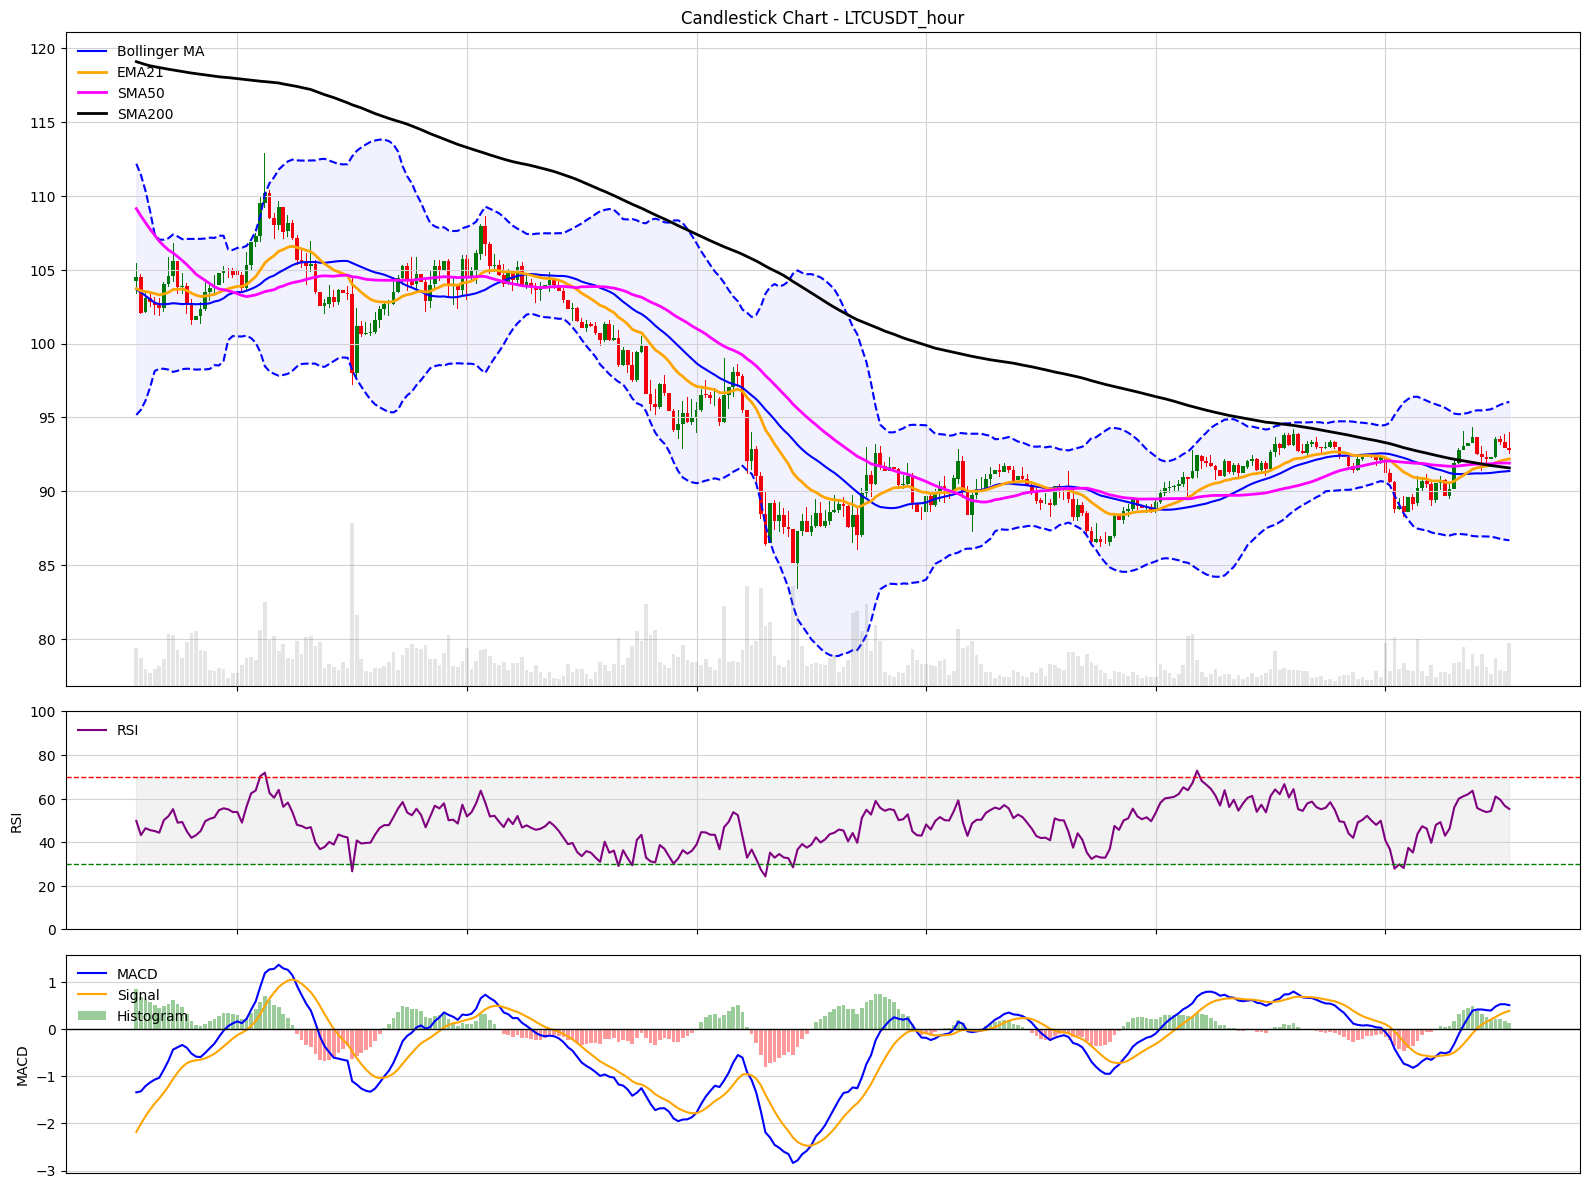 Candlestick Chart - LTCUSDT_hour
120
115
110
105
100
95
90
85
80
Bollinger MA
EMA21
SMA50
SMA200
100
80
60
40
20
0
RSI
RSI
1
0
−1
−2
−3
MACD
MACD
Signal
Histogram